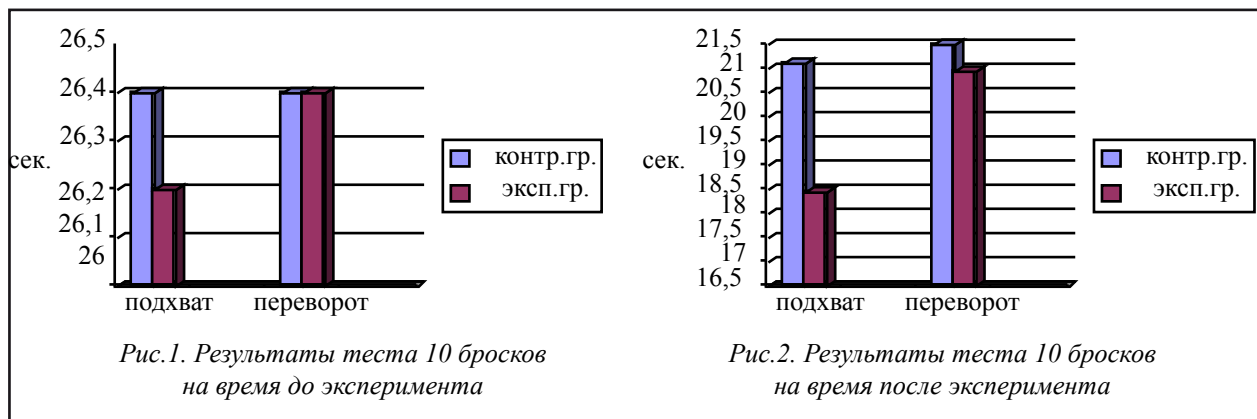 26,5
26,4
26,3
сек.
26,2
26,1
26
подхват переворот
контр.гр.
эксп.гр.
Рис.1. Результаты теста 10 бросков
на время до эксперимента
21,5
21
20,5
20
19,5
сек.
19
18,5
18
17,5
17
16,5
подхват переворот
контр.гр.
эксп.гр.
Рис.2. Результаты теста 10 бросков
на время после эксперимента